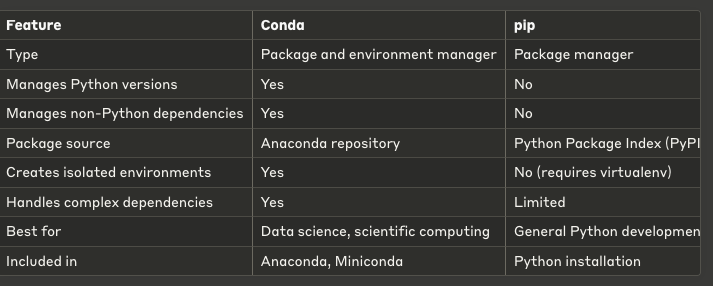 Feature Conda pip
Type Package and environment manager Package manager
Manages Python versions Yes No
Manages non-Python dependencies Yes No
Package source Anaconda repository Python Package Index (PyPI
Creates isolated environments Yes No (requires virtualenv)
Handles complex dependencies Yes Limited
Best for Data science, scientific computing General Python developmen
Included in Anaconda, Miniconda Python installation